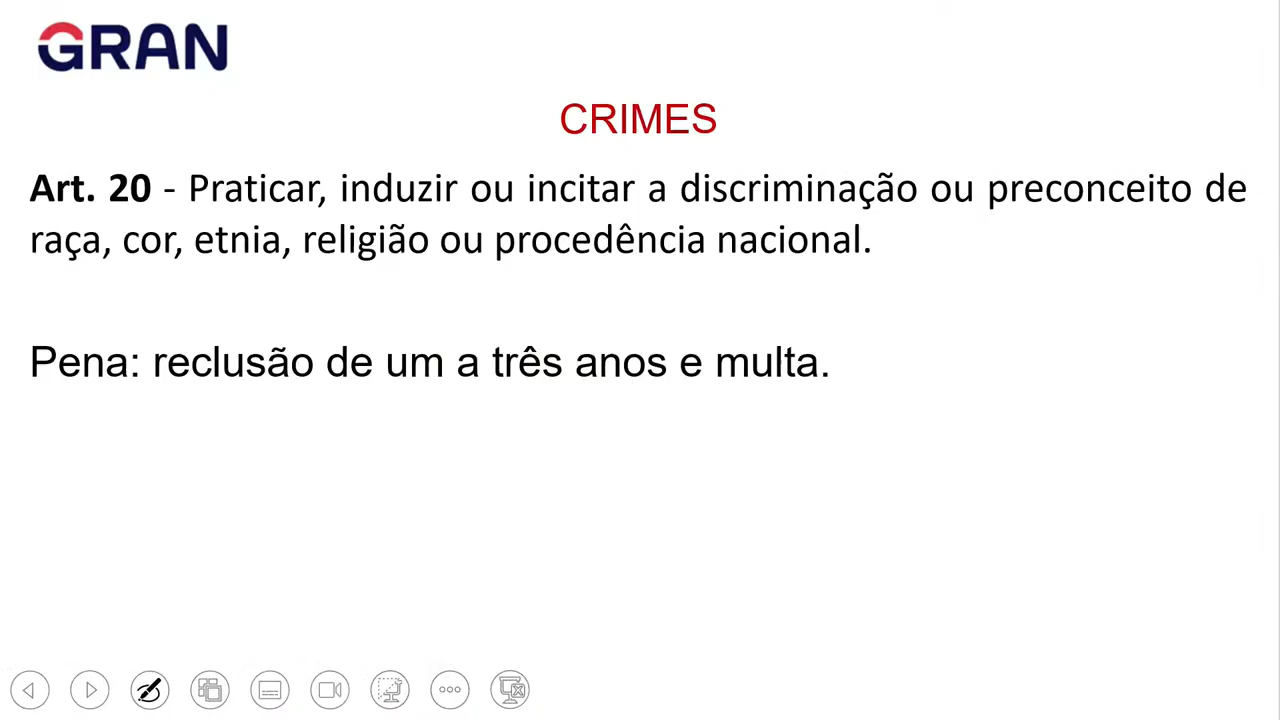 GRAN
CRIMES
Art. 20 - Praticar, induzir ou incitar a discriminação ou preconceito de
raça, cor, etnia, religião ou procedência nacional.
Pena: reclusão de um a três anos e multa.